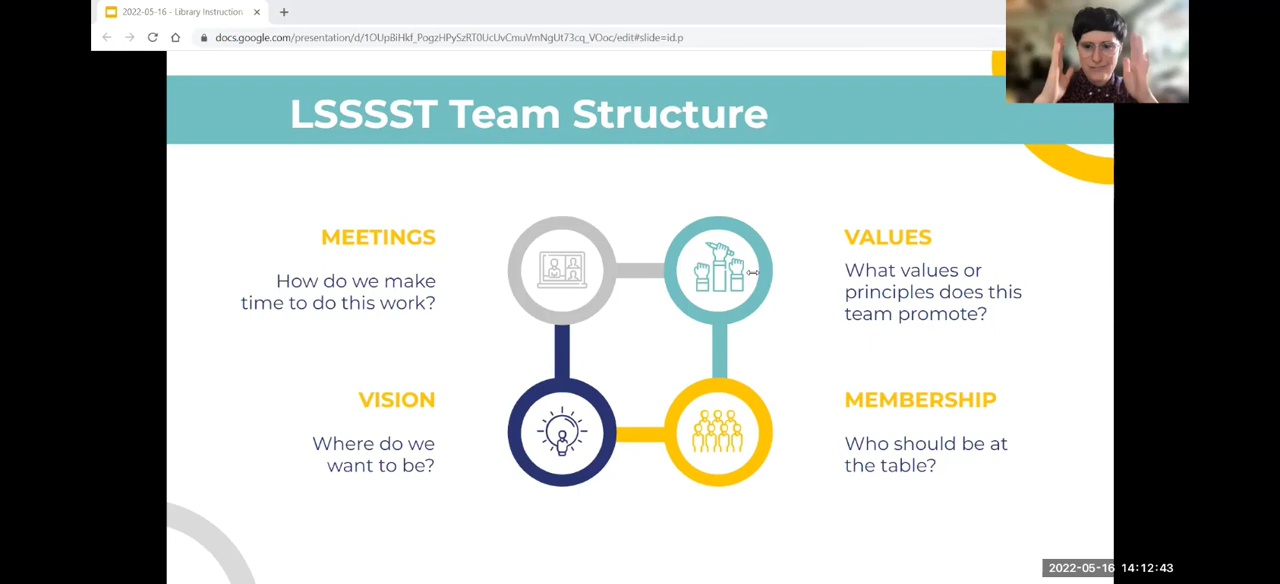 2022-05-16 - Library Instruction
docs.google.com/presentation/d/1OUpBiHkf_PogzHPySzRT0UcUvCmuVmNgUt73cq_VOoc/edit#slide=id.p
LSSSST Team Structure
MEETINGS
How do we make
time to do this work?
VALUES
What values or
principles does this
team promote?
VISION
Where do we
want to be?
MEMBERSHIP
Who should be at
the table?
2022-05-16 14:12:43